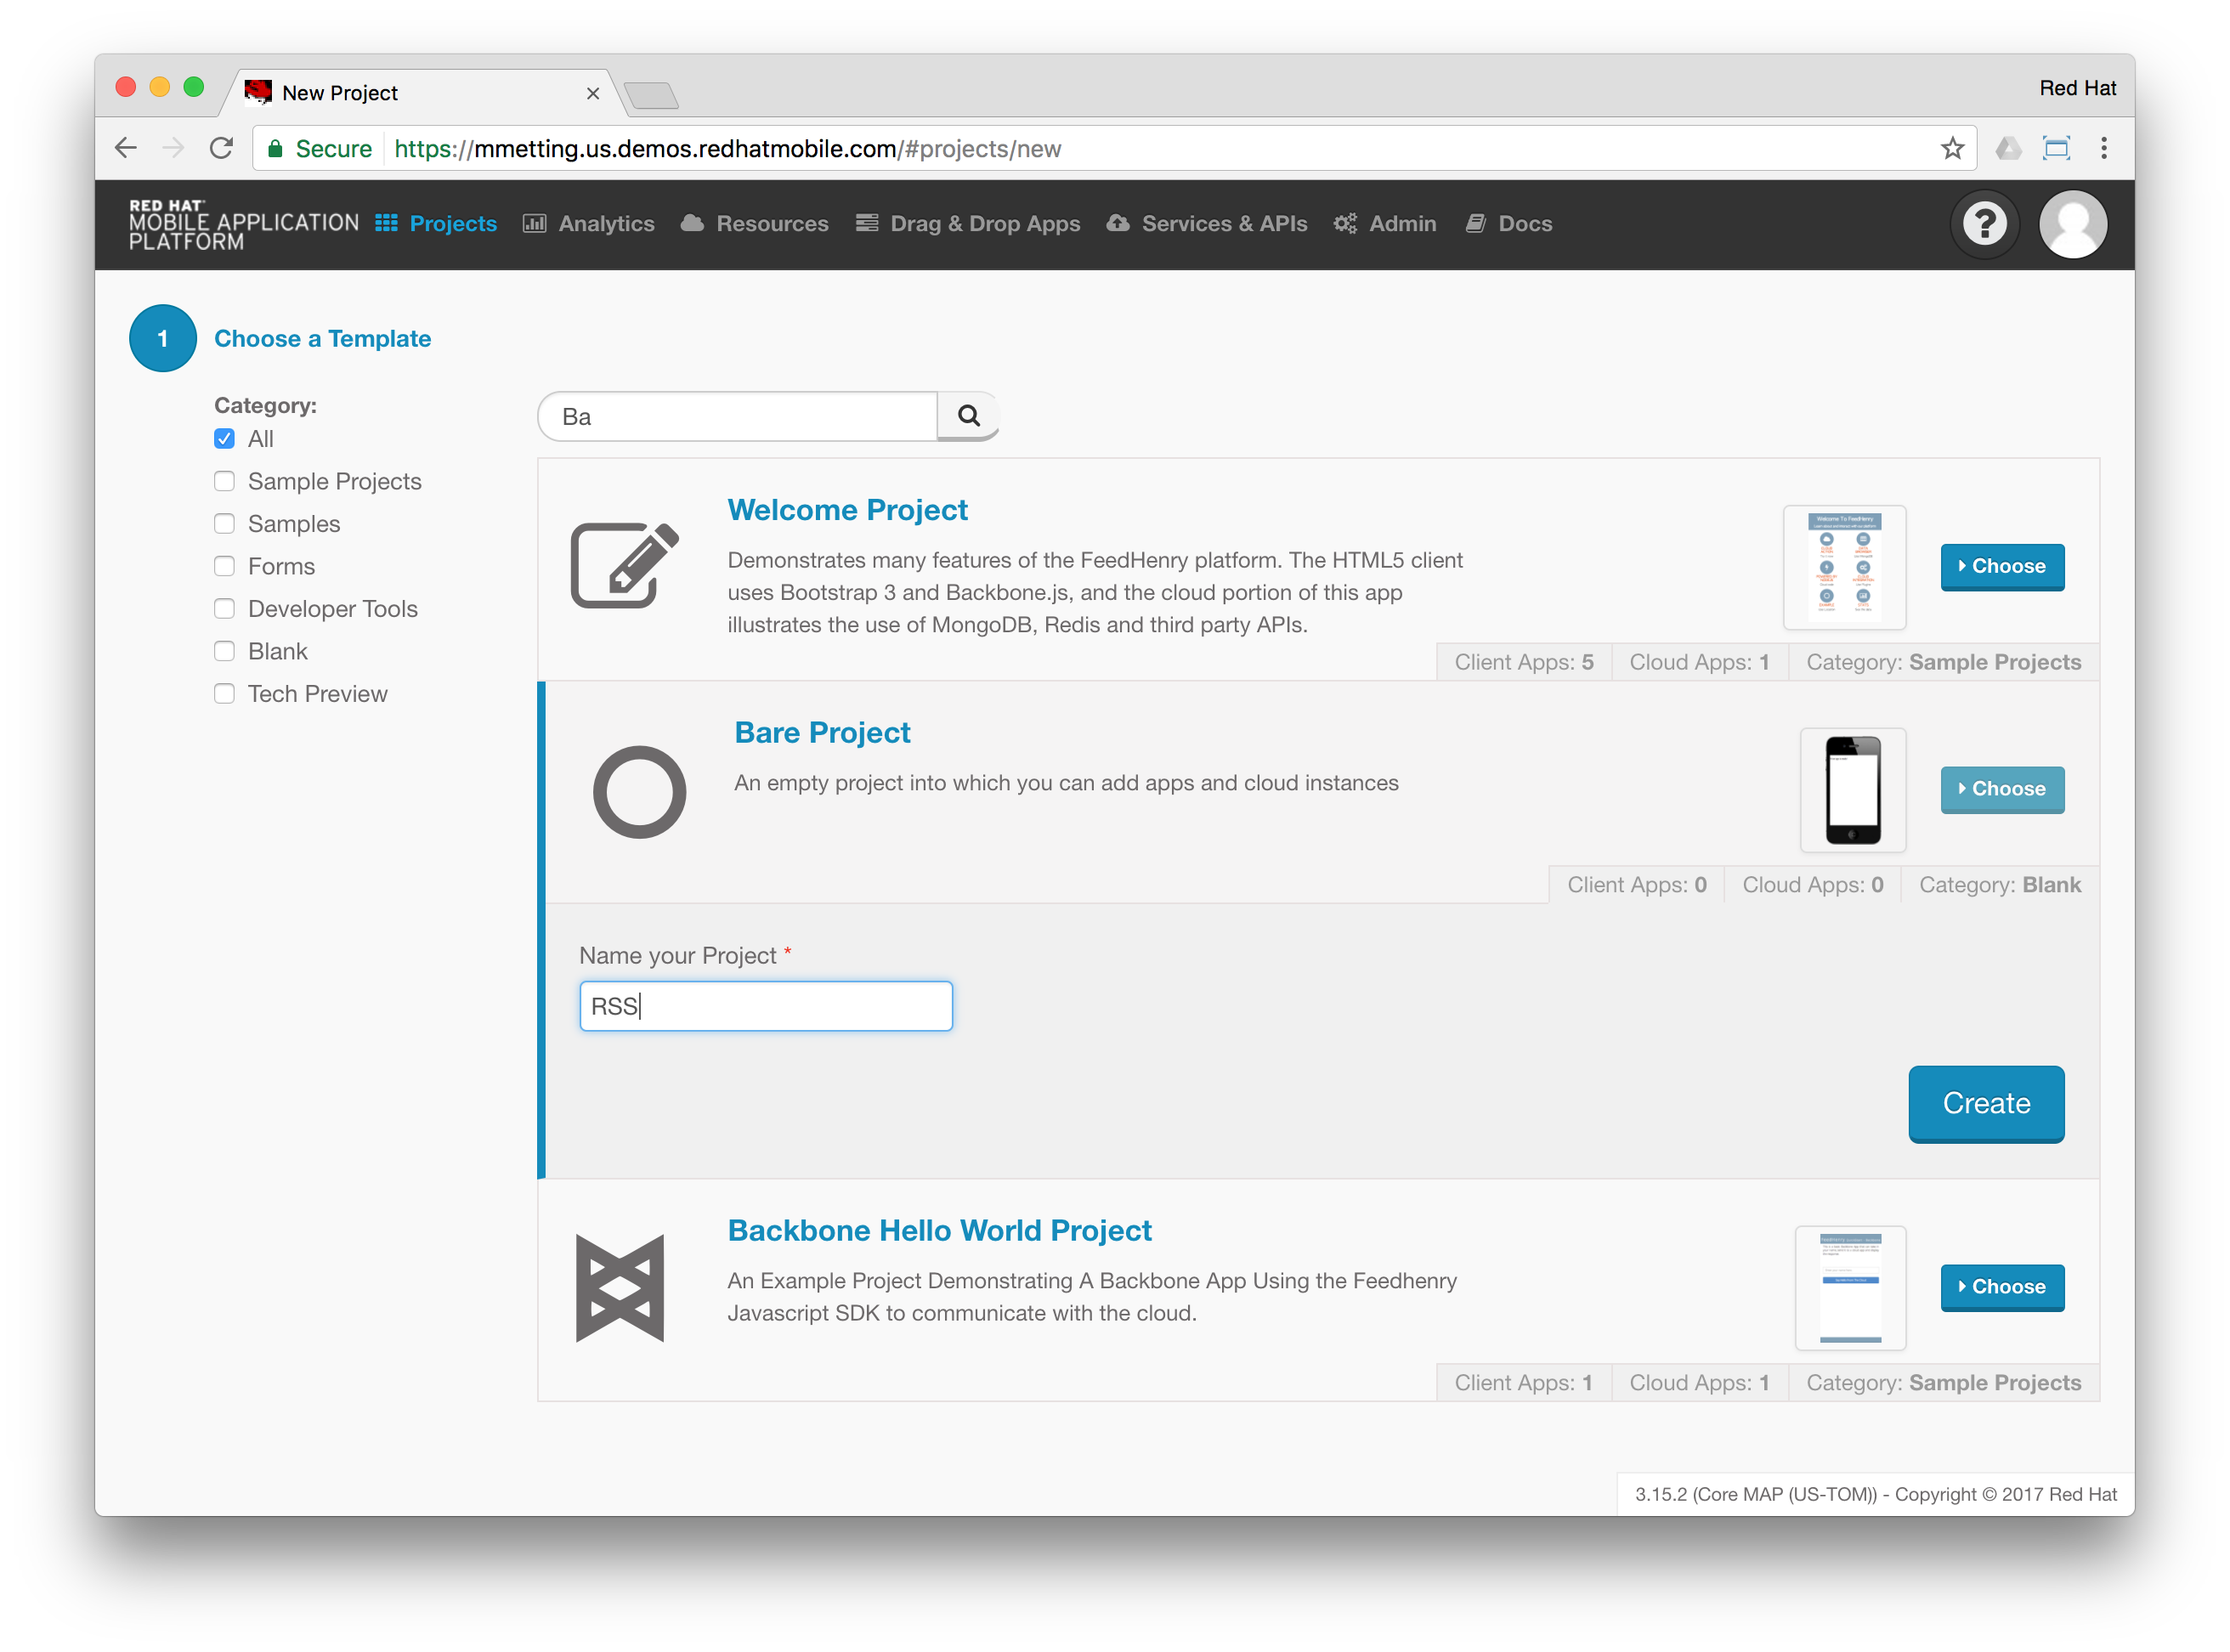 New Project
Red Hat
Secure
https://mmetting.us.demos.redhatmobile.com/#projects/new
RED HAT
MOBILE APPLICATION
PLATFORM
Projects
Analytics
Resources
Drag & Drop Apps
Services & APIs
Admin
Docs
?
1
Choose a Template
Category:
All
Sample Projects
Samples
Forms
Developer Tools
Blank
Tech Preview
Ba
Welcome Project
Demonstrates many features of the FeedHenry platform. The HTML5 client
uses Bootstrap 3 and Backbone.js, and the cloud portion of this app
illustrates the use of MongoDB, Redis and third party APIs.
Welcome To FeedHenry
Choose
Client Apps: 5
Cloud Apps: 1
Category: Sample Projects
Bare Project
An empty project into which you can add apps and cloud instances
Choose
Client Apps: 0
Cloud Apps: 0
Category: Blank
Name your Project *
RSS
Create
Backbone Hello World Project
An Example Project Demonstrating A Backbone App Using the Feedhenry
Javascript SDK to communicate with the cloud.
Choose
Client Apps: 1
Cloud Apps: 1
Category: Sample Projects
3.15.2 (Core MAP (US-TOM)) - Copyright © 2017 Red Hat